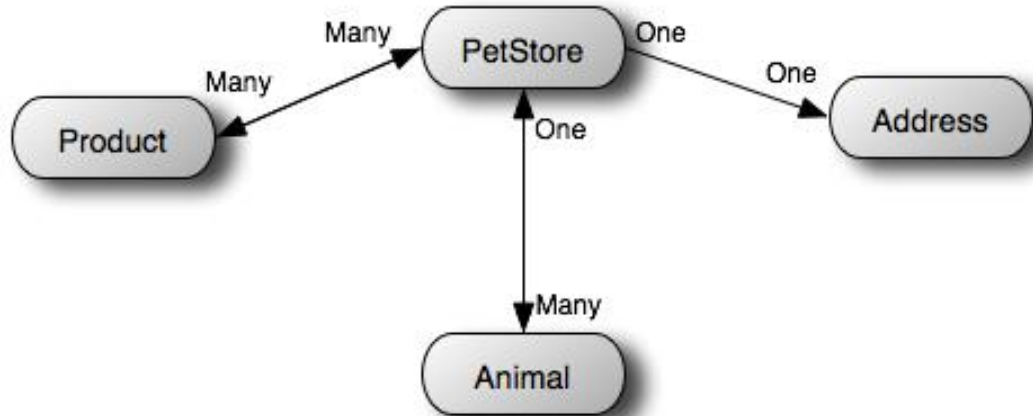 Many
PetStore
One
Many
One
Product
Address
One
Many
Animal